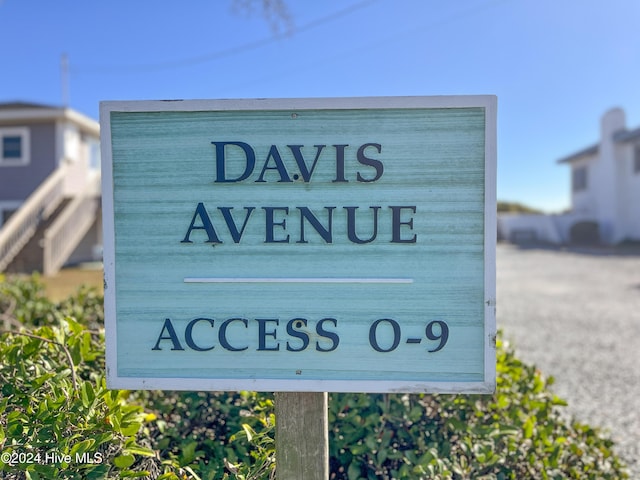 DAVIS
AVENUE
ACCESS O-9
©2024 Hive MLS